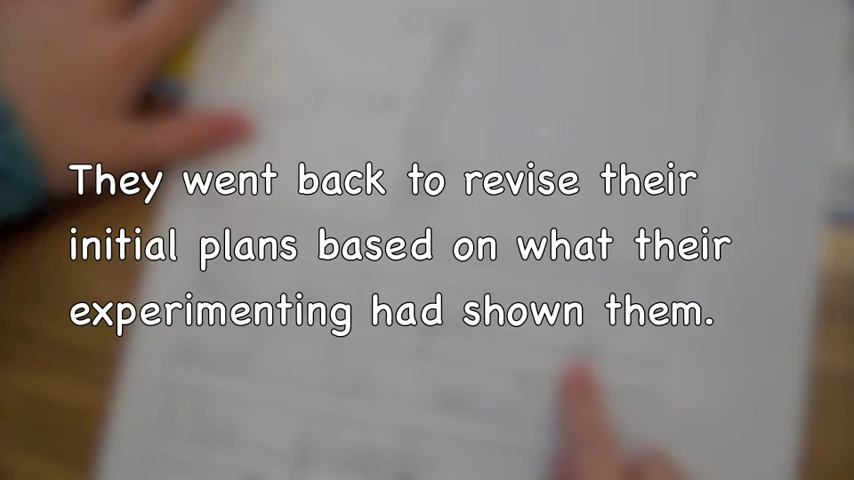 They went back to revise their
initial plans based on what their
experimenting had shown them.